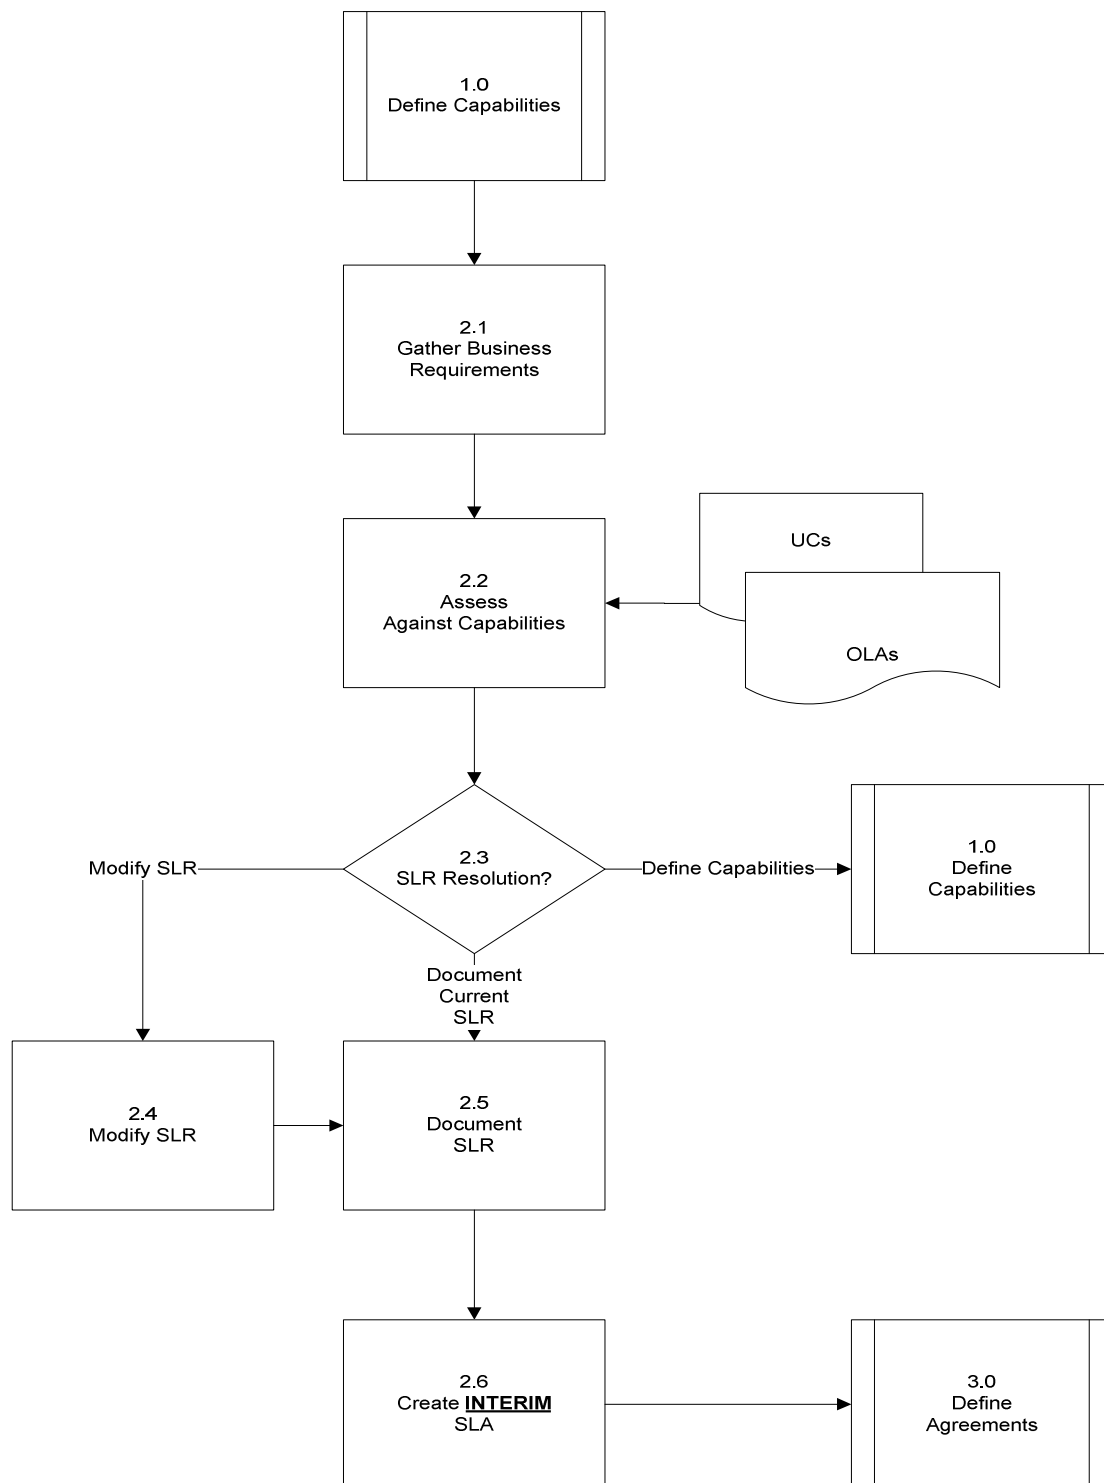 1.0
Define Capabilities
2.1
Gather Business
Requirements
2.2
Assess
Against Capabilities
UCs
OLAs
2.3
SLR Resolution?
Modify SLR
Define Capabilities
1.0
Define
Capabilities
Document
Current
SLR
2.4
Modify SLR
2.5
Document
SLR
2.6
Create INTERIM
SLA
3.0
Define
Agreements